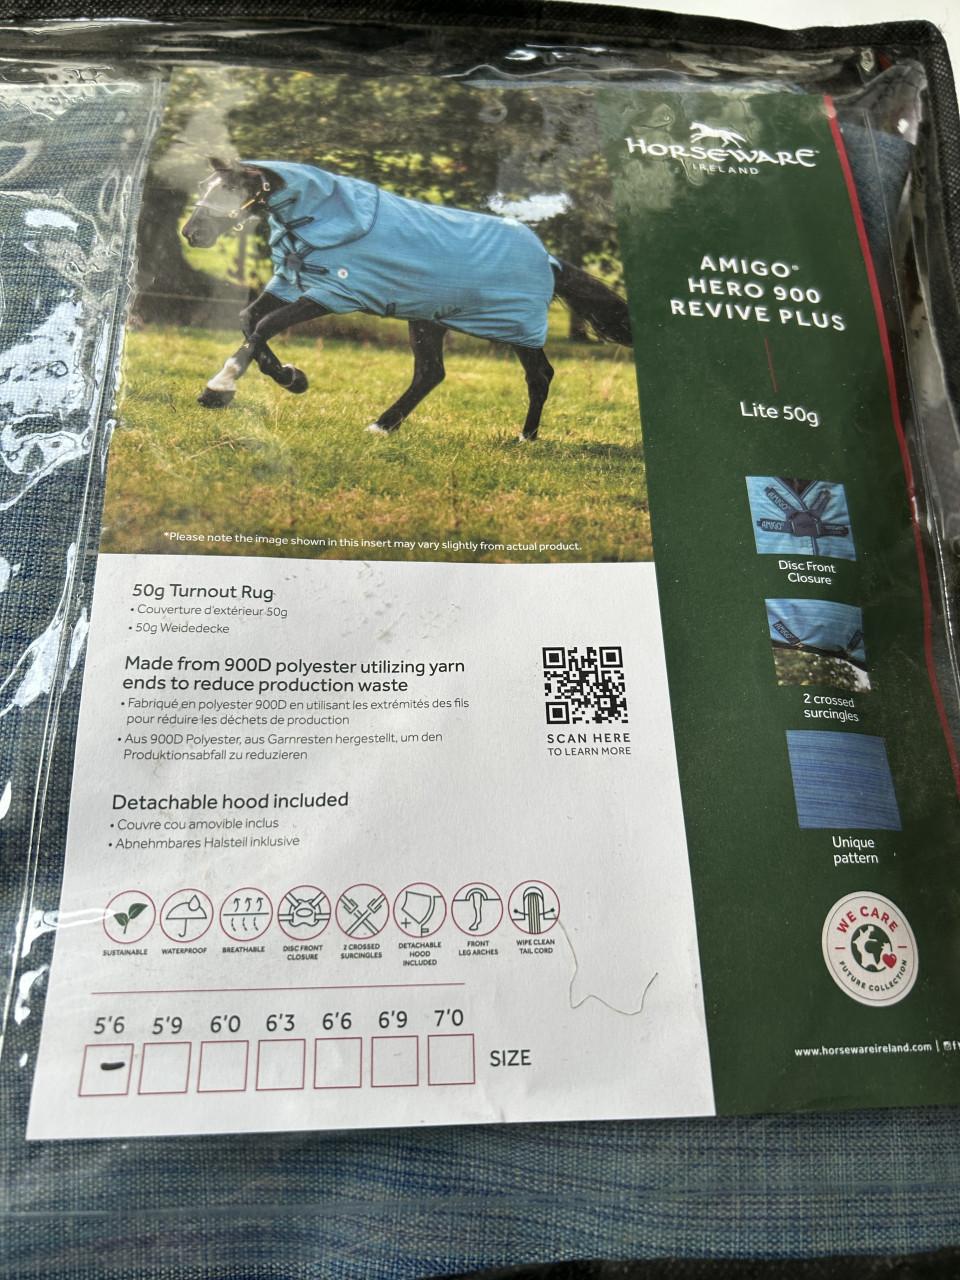 HORSEWARE
IRELAND
AMIGO®
HERO 900
REVIVE PLUS
Lite 50g
AMIGO
AMIGO
Disc Front
Closure
AMIGO
2 crossed
surcingles
Unique
pattern
WE CARE
FUTURE COLLECTION
www.horsewareireland.com |
*Please note the image shown in this insert may vary slightly from actual product.
50g Turnout Rug
• Couverture d'extérieur 50g
• 50g Weidedecke
Made from 900D polyester utilizing yarn
ends to reduce production waste
• Fabriqué en polyester 900D en utilisant les extrémités des fils
pour réduire les déchets de production
• Aus 900D Polyester, aus Garnresten hergestellt, um den
Produktionsabfall zu reduzieren
SCAN HERE
TO LEARN MORE
Detachable hood included
• Couvre cou amovible inclus
• Abnehmbares Halsteil inklusive
SUSTAINABLE
WATERPROOF
BREATHABLE
DISC FRONT
CLOSURE
2 CROSSED
SURCINGLES
DETACHABLE
HOOD
INCLUDED
FRONT
LEG ARCHES
WIPE CLEAN
TAIL CORD
5'6 5'9 6'0 6'3 6'6 6'9 7'0
SIZE